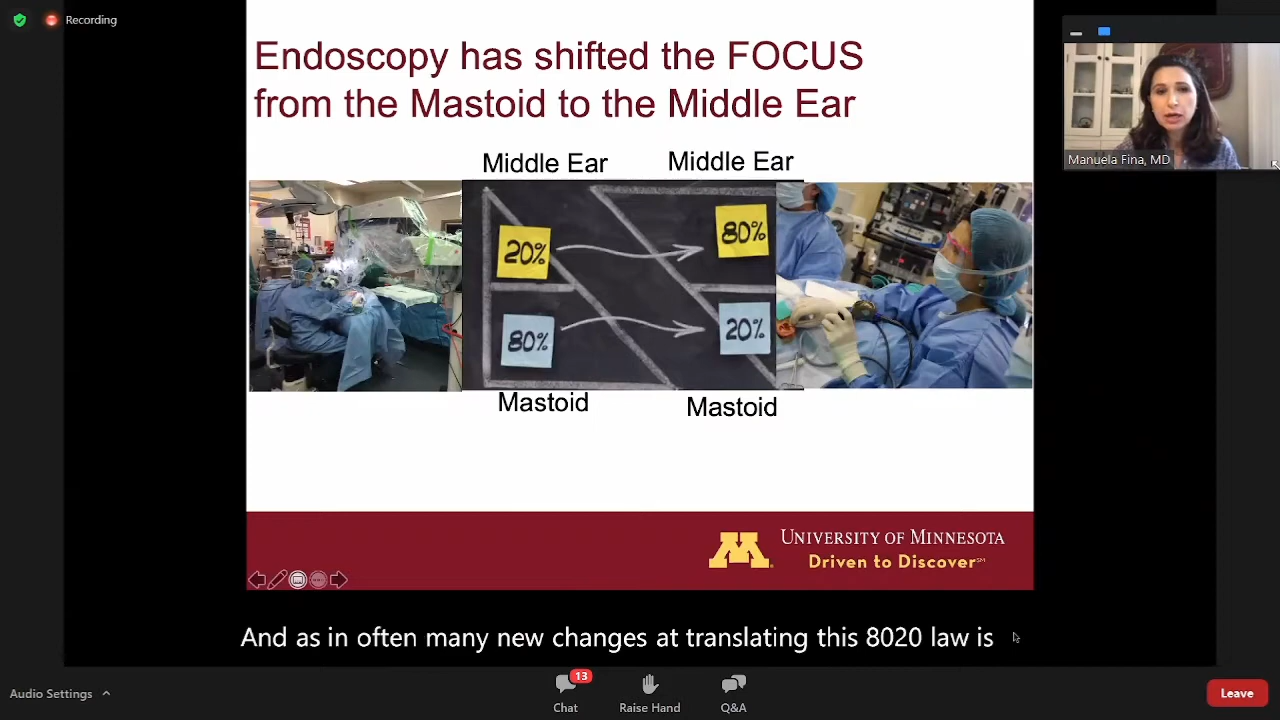 Recording
Endoscopy has shifted the FOCUS
from the Mastoid to the Middle Ear
Middle Ear
Middle Ear
20%
80%
80%
20%
Mastoid
Mastoid
Manuela Fina, MD
M
UNIVERSITY OF MINNESOTA
Driven to Discover℠
And as in often many new changes at translating this 8020 law is
Audio Settings
13
Chat
Raise Hand
Q&A
Leave